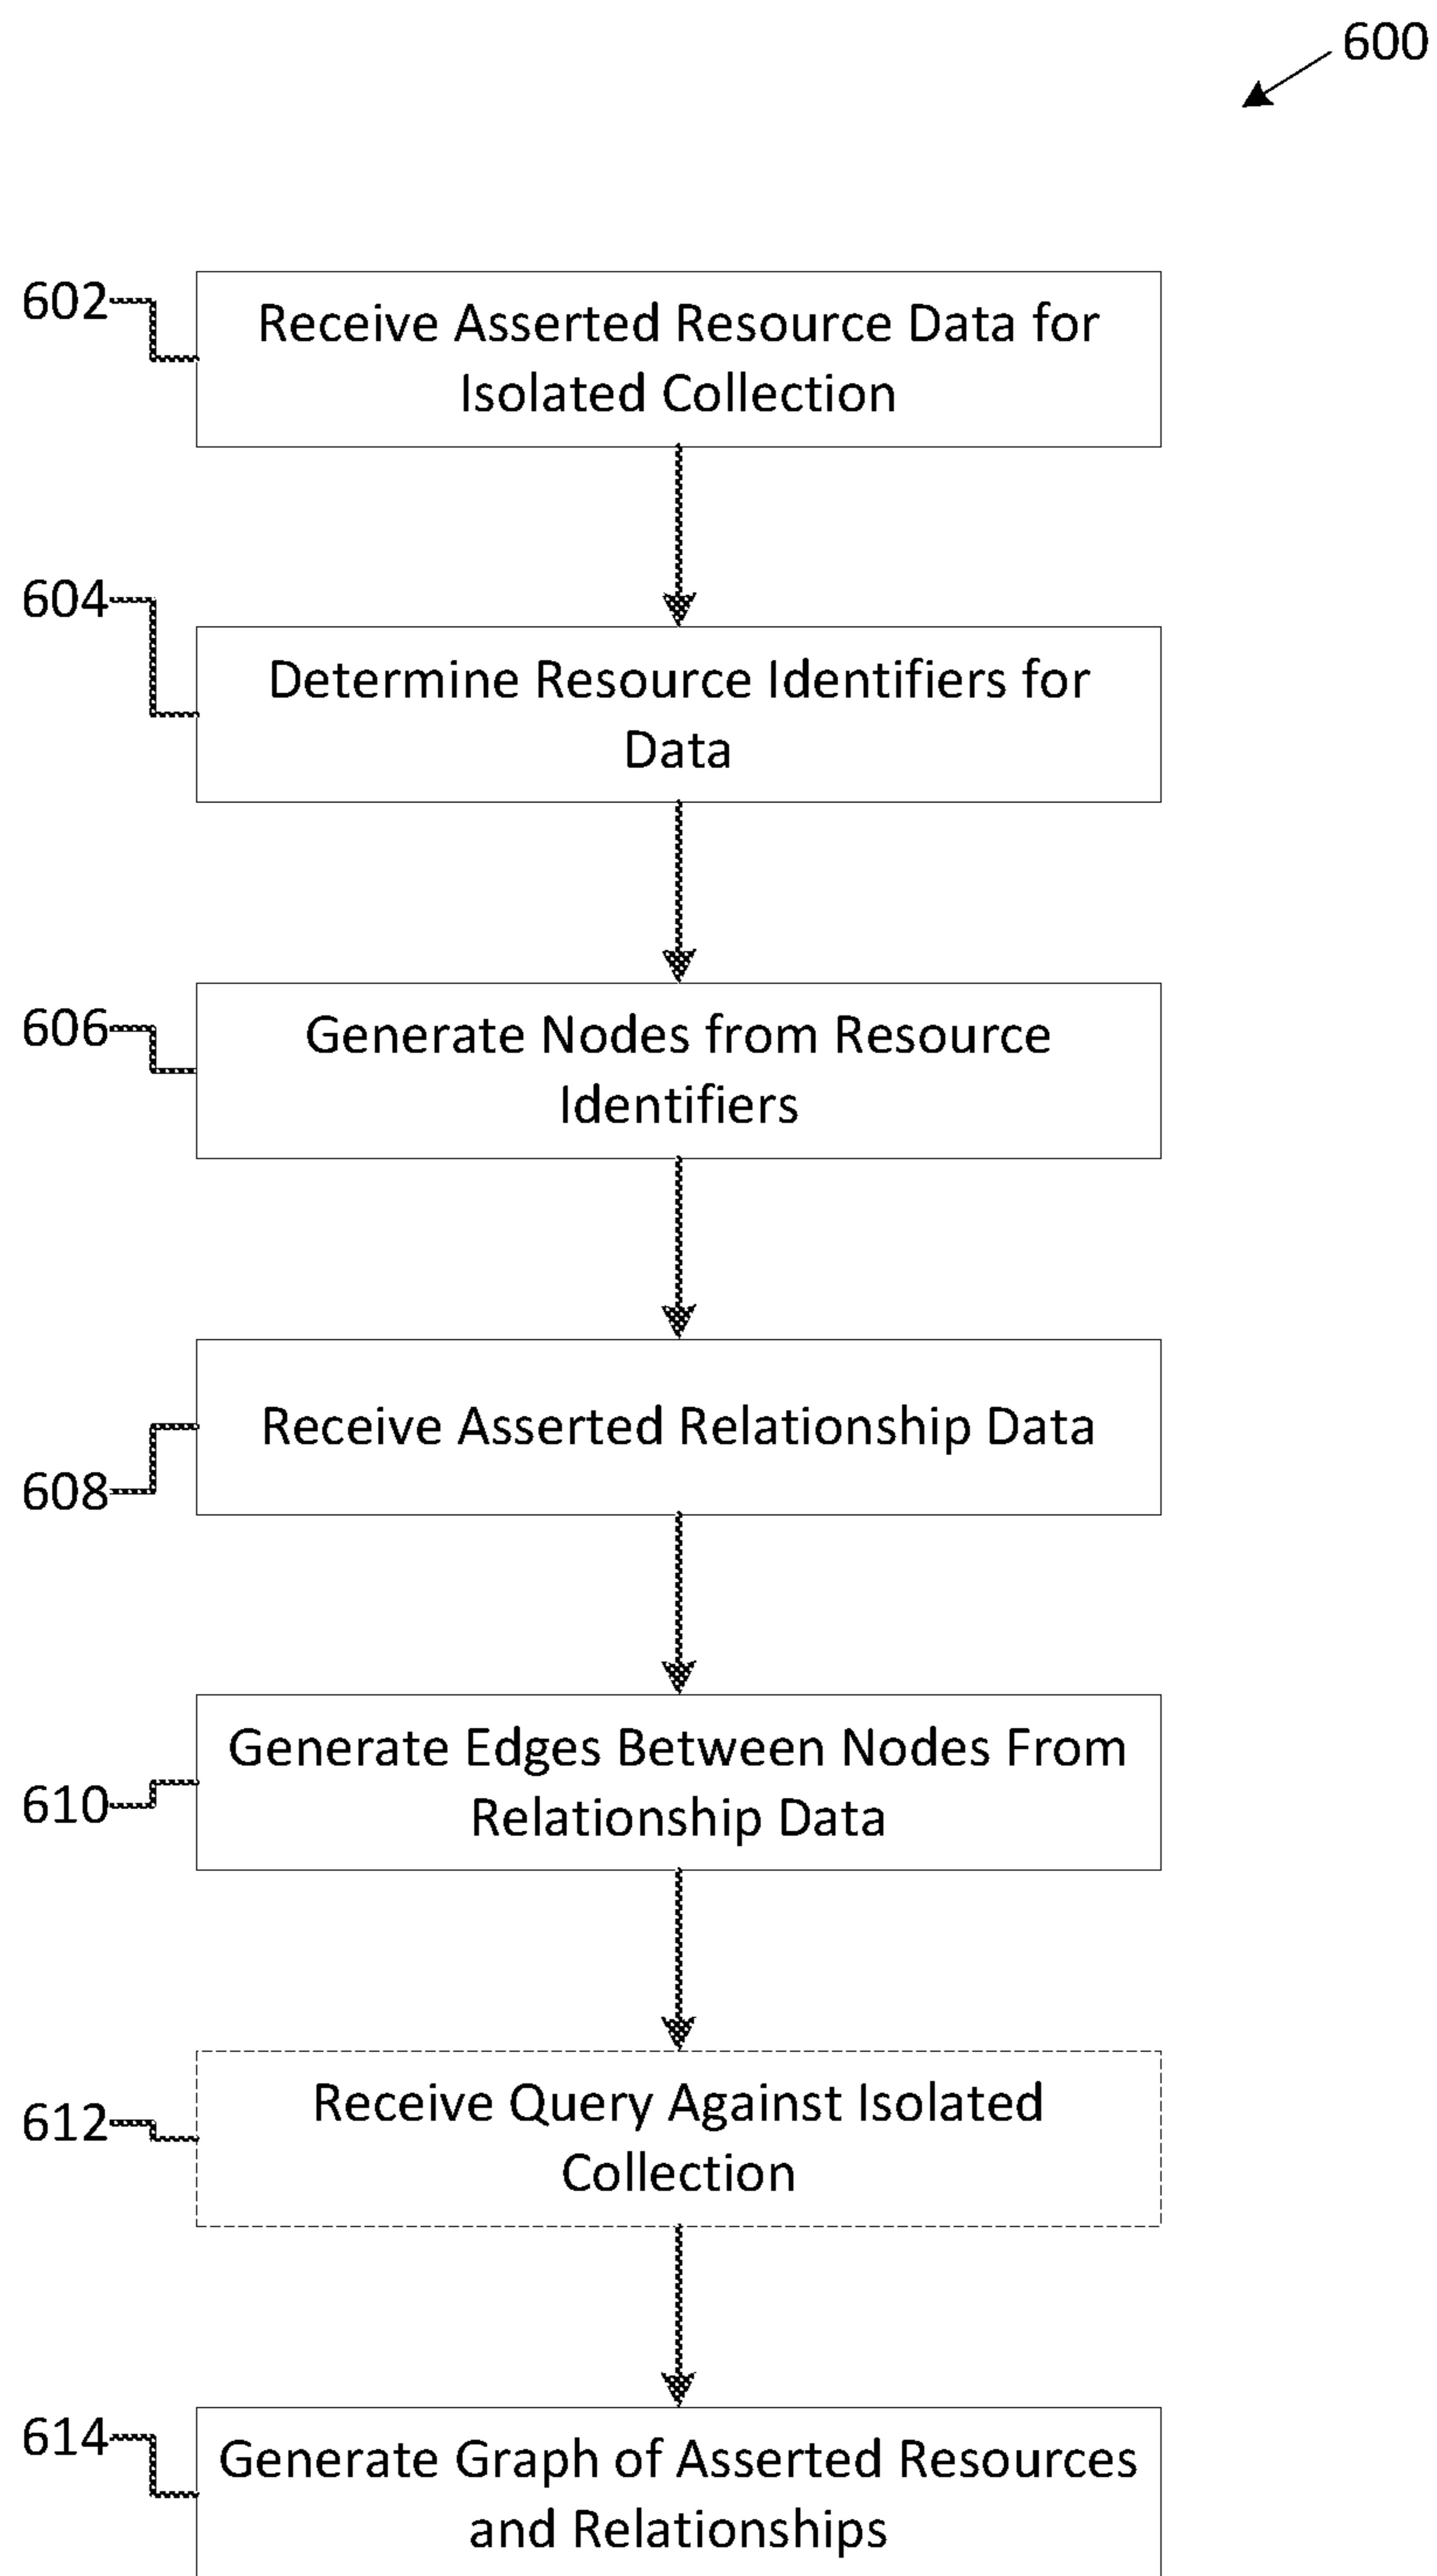 600
602
Receive Asserted Resource Data for
Isolated Collection
604
Determine Resource Identifiers for
Data
606
Generate Nodes from Resource
Identifiers
Receive Asserted Relationship Data
608
Generate Edges Between Nodes From
Relationship Data
610
612
Receive Query Against Isolated
Collection
614
Generate Graph of Asserted Resources
and Relationships